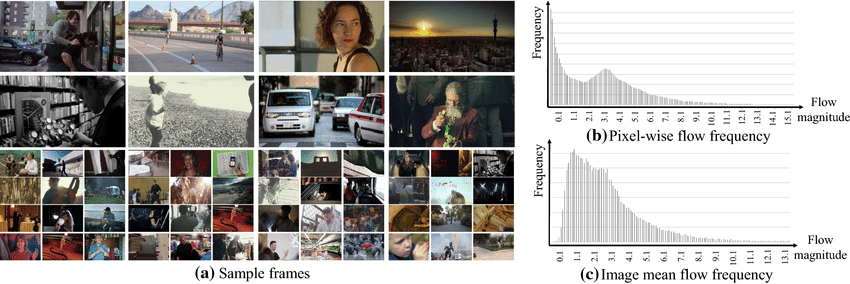 (a) Sample frames
Frequency
0.1 1.1 2.1 3.1 4.1 5.1 6.1 7.1 8.1 9.1 10.1 11.1 12.1 13.1 14.1 15.1
Flow
magnitude
(b) Pixel-wise flow frequency
Frequency
0.1 1.1 2.1 3.1 4.1 5.1 6.1 7.1 8.1 9.1 10.1 11.1 12.1 13.1
Flow
magnitude
(c) Image mean flow frequency